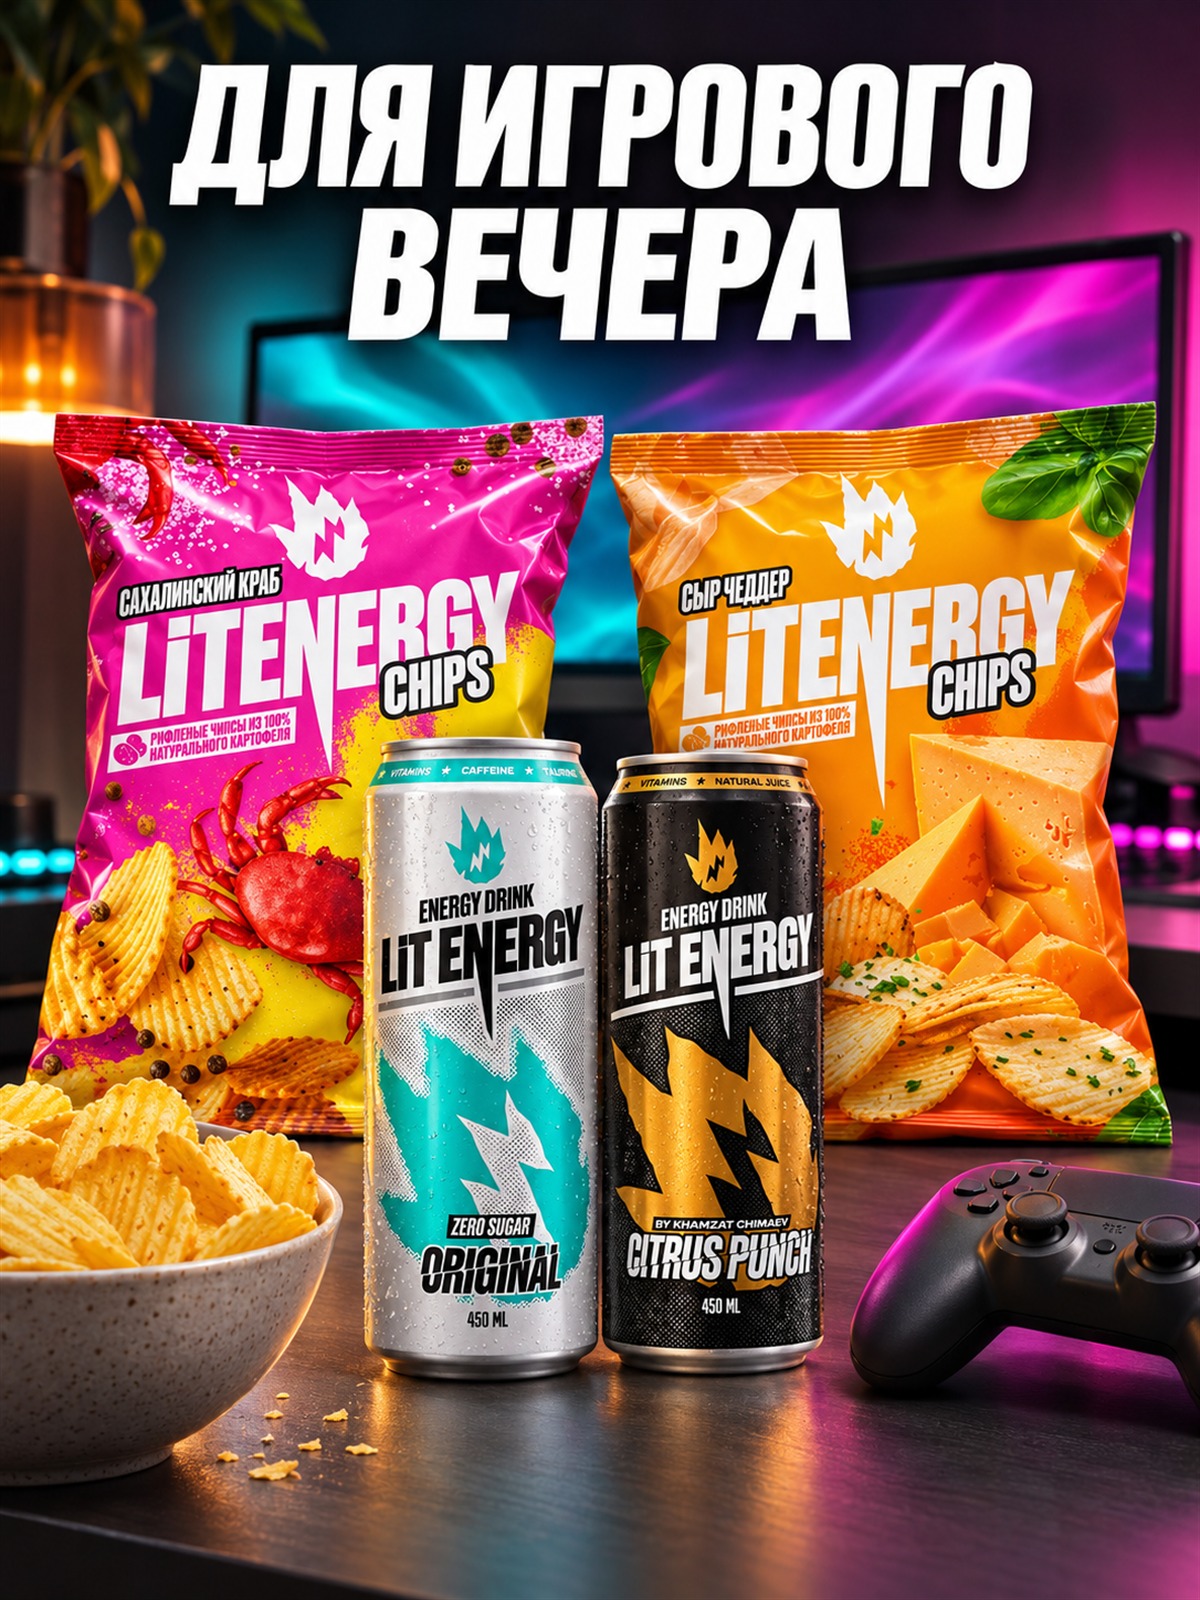 ДЛЯ ИГРОВОГО
ВЕЧЕРА
САХАЛИНСКИЙ КРАБ
LiTENERGY
CHIPS
РИФЛЕНЫЕ ЧИПСЫ ИЗ 100%
НАТУРАЛЬНОГО КАРТОФЕЛЯ
СЫР ЧЕДДЕР
LiTENERGY
CHIPS
РИФЛЕНЫЕ ЧИПСЫ ИЗ 100%
НАТУРАЛЬНОГО КАРТОФЕЛЯ
VITAMINS ★ CAFFEINE ★ TAURINE
ENERGY DRINK
LiT ENERGY
ZERO SUGAR
ORIGINAL
450 ML
★ VITAMINS ★ NATURAL JUICE ★
ENERGY DRINK
LiT ENERGY
BY KHAMZAT CHIMAEV
CITRUS PUNCH
450 ML